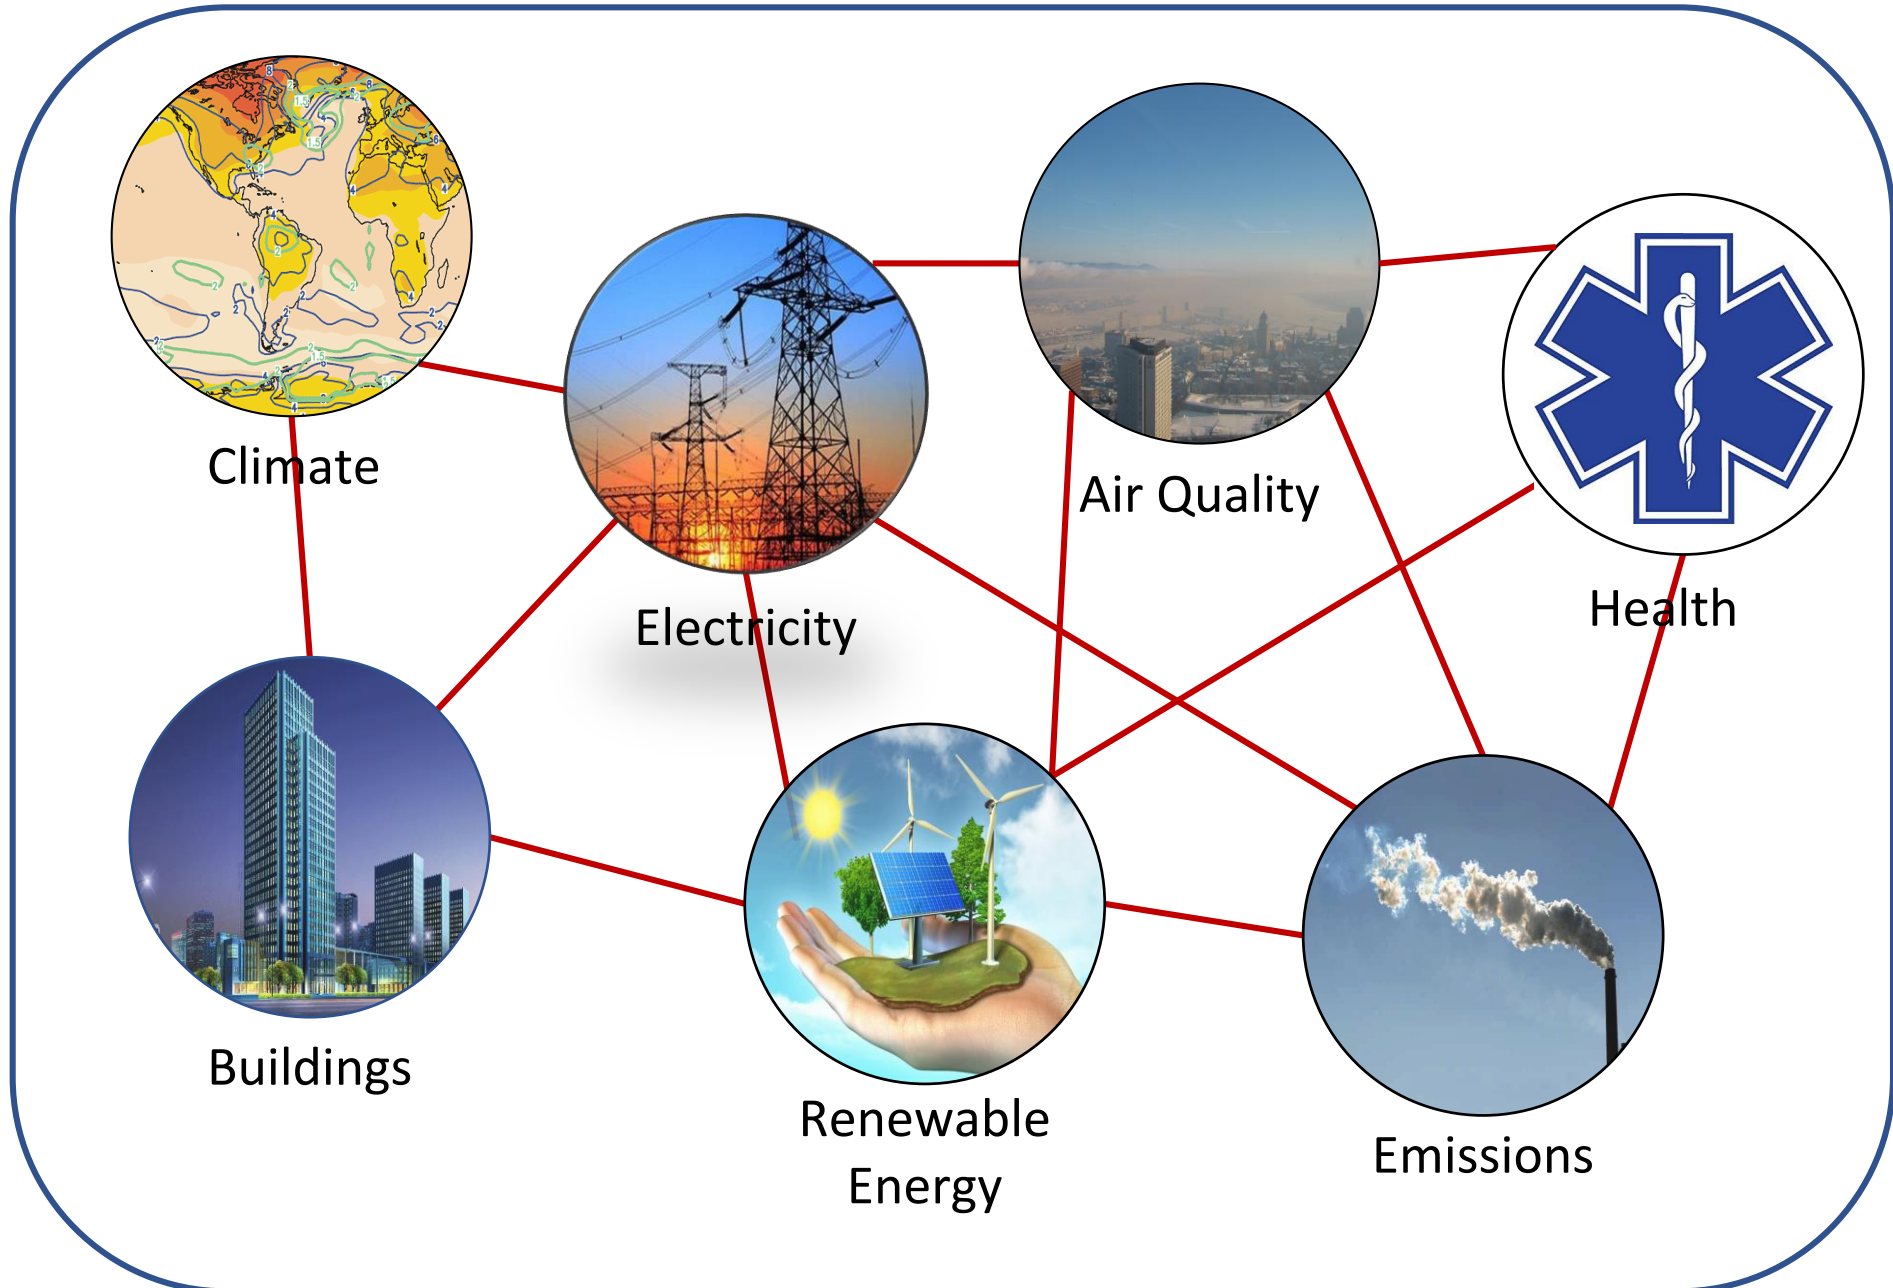 Climate
Electricity
Air Quality
Health
Buildings
Renewable
Energy
Emissions